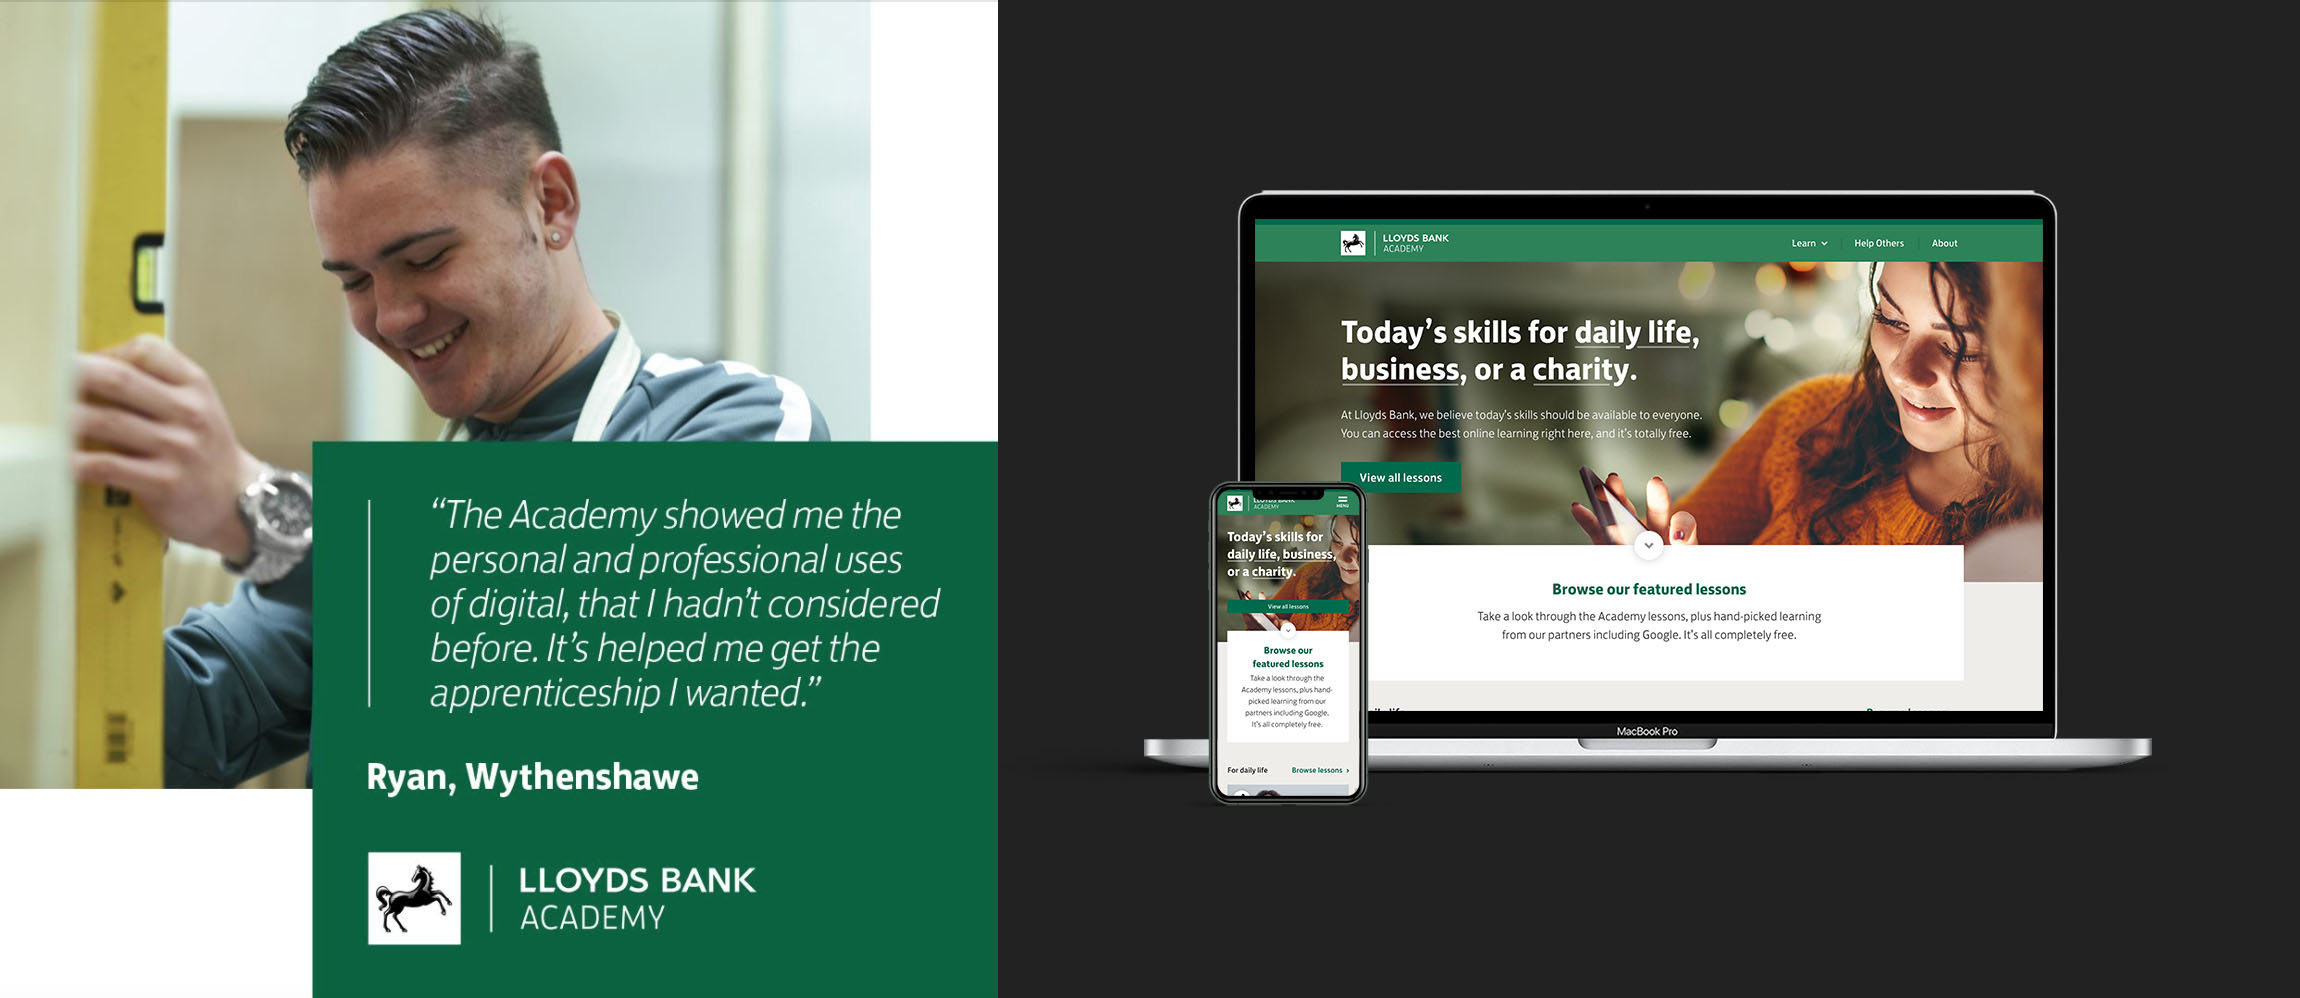 “The Academy showed me the
personal and professional uses
of digital, that I hadn’t considered
before. It’s helped me get the
apprenticeship I wanted.”
Ryan, Wythenshawe
LLOYDS BANK
ACADEMY
LLOYDS BANK
ACADEMY
Learn
Help Others
About
Today’s skills for daily life,
business, or a charity.
At Lloyds Bank, we believe today’s skills should be available to everyone.
You can access the best online learning right here, and it’s totally free.
View all lessons
Browse our featured lessons
Take a look through the Academy lessons, plus hand-picked learning
from our partners including Google. It’s all completely free.
MacBook Pro
LLOYDS BANK
ACADEMY
MENU
Today’s skills for
daily life, business,
or a charity.
View all lessons
Browse our
featured lessons
Take a look through the
Academy lessons, plus hand-
picked learning from our
partners including Google.
It’s all completely free.
For daily life
Browse lessons